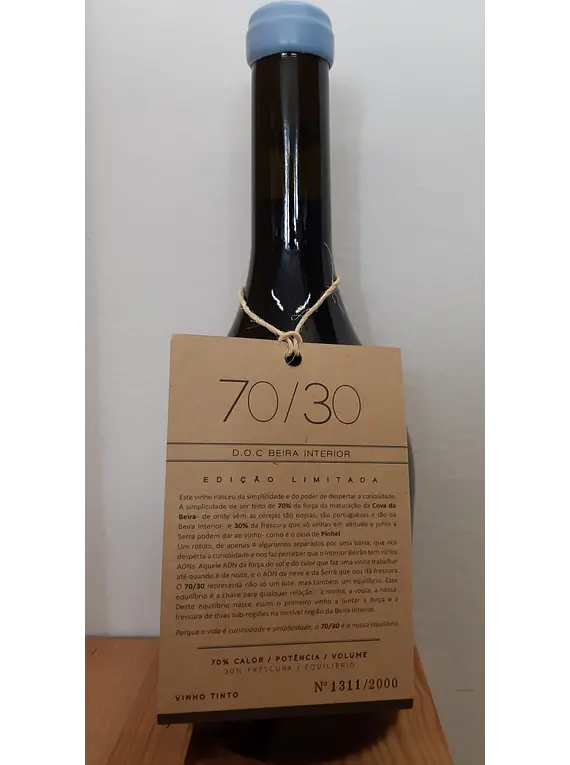 70/30
D.O.C BEIRA INTERIOR
EDIÇÃO LIMITADA
Este vinho nasceu da simplicidade e do poder de despertar a curiosidade.
A simplicidade de ser feito de 70% da força da maturação da Cova da
Beira- de onde vêm as cerejas tão nossas, tão portuguesas e tão da
Beira Interior- e 30% da frescura que só vinhas em altitude e junto à
Serra podem dar ao vinho- como é o caso de Pinhel
Um rótulo, de apenas 4 algarismos separados por uma barra, que nos
desperta a curiosidade e nos faz perceber que o Interior Beirão tem vários
ADNs: Aquele ADN da força do sol e do calor que faz uma vinha trabalhar
até quando é de noite, e o ADN da neve e da Serra que nos dá frescura
O 70/30 representa não só um lote, mas também um equilíbrio. Esse
equilíbrio é a chave para qualquer relação: a minha, a vossa, a nossa.
Deste equilíbrio nasce assim o primeiro vinho a juntar a força e a
frescura de duas sub-regiões na incrível região da Beira Interior.
Porque a vida é curiosidade e simplicidade, o 70/30 é o nosso equilíbrio.
70% CALOR / POTÊNCIA / VOLUME
30% FRESCURA / EQUILÍBRIO
VINHO TINTO
Nº 1311/2000